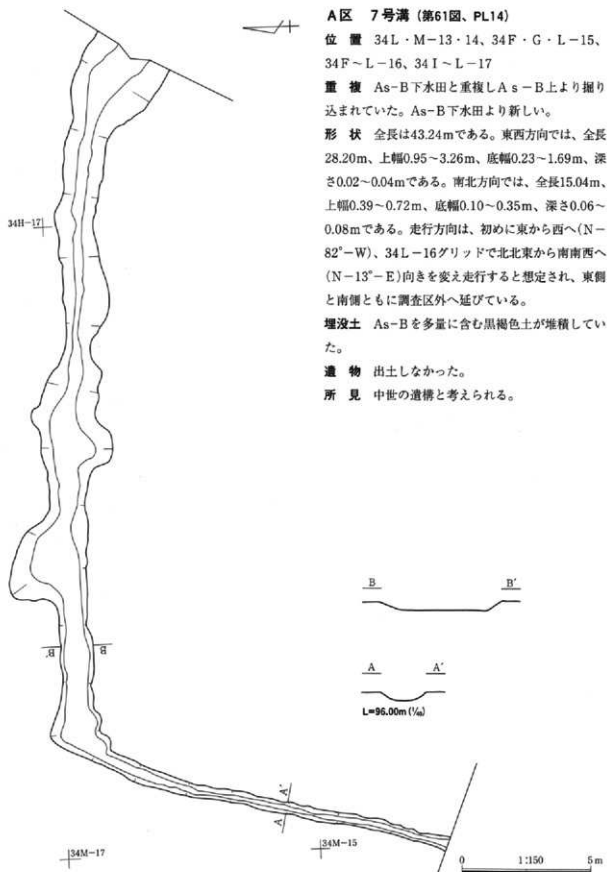 A区　7号溝 (第61図、PL14)
位　置　34L・M－13・14、34F・G・L－15、
34F～L－16、34I～L－17
重　複　As-B下水田と重複しAs－B上より掘り
込まれていた。As-B下水田より新しい。
形　状　全長は43.24mである。東西方向では、全長
28.20m、上幅0.95～3.26m、底幅0.23～1.69m、深
さ0.02～0.04mである。南北方向では、全長15.04m、
上幅0.39～0.72m、底幅0.10～0.35m、深さ0.06～
0.08mである。走行方向は、初めに東から西へ(N－
82°－W)、34L－16グリッドで北北東から南南西へ
(N－13°－E)向きを変え走行すると想定され、東側
と南側ともに調査区外へ延びている。
埋没土　As－Bを多量に含む黒褐色土が堆積してい
た。
遺　物　出土しなかった。
所　見　中世の遺構と考えられる。
34H-17
B　B'
A　A'
L=96.00m (1/40)
B'　B
A'
A
34M-17
34M-15
0　1:150　5m